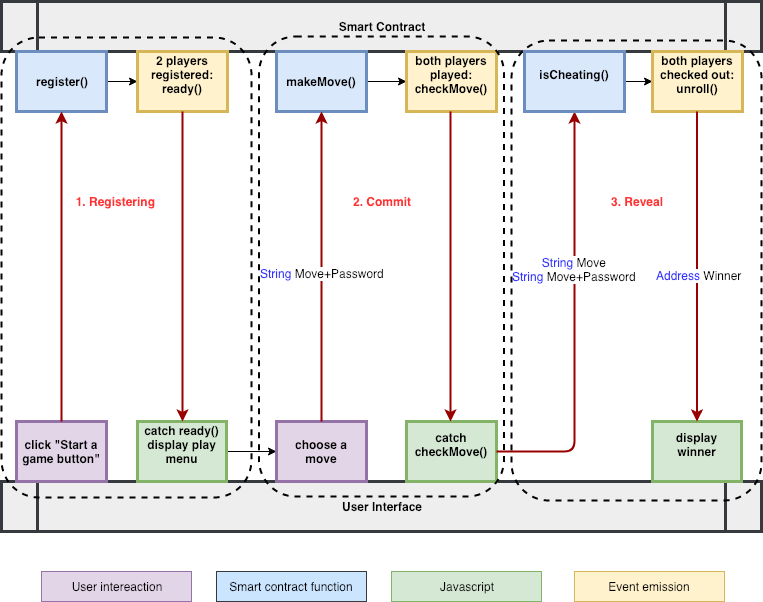 Smart Contract
register()
2 players
registered:
ready()
makeMove()
both players
played:
checkMove()
isCheating()
both players
checked out:
unroll()
1. Registering
2. Commit
3. Reveal
String Move+Password
String Move
String Move+Password
Address Winner
click "Start a
game button"
catch ready()
display play
menu
choose a
move
catch
checkMove()
display
winner
User Interface
User intereaction
Smart contract function
Javascript
Event emission